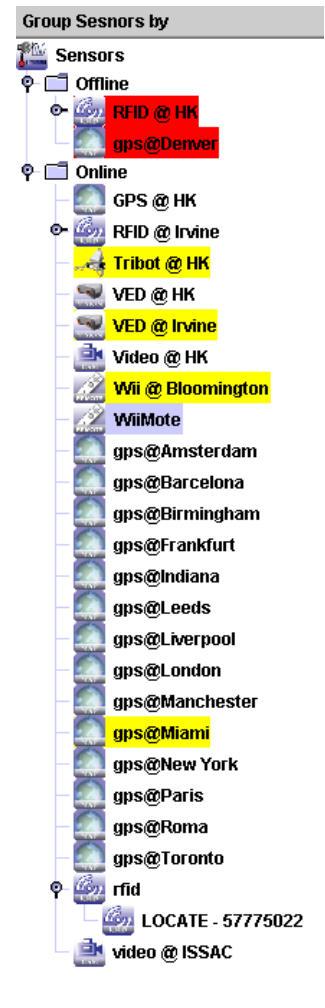 Group Sesnors by
Sensors
Offline
RFID @ HK
gps@Denver
Online
GPS @ HK
RFID @ Irvine
Tribot @ HK
VED @ HK
VED @ Irvine
Video @ HK
Wii @ Bloomington
WiiMote
gps@Amsterdam
gps@Barcelona
gps@Birmingham
gps@Frankfurt
gps@Indiana
gps@Leeds
gps@Liverpool
gps@London
gps@Manchester
gps@Miami
gps@New York
gps@Paris
gps@Roma
gps@Toronto
rfid
LOCATE - 57775022
video @ ISSAC